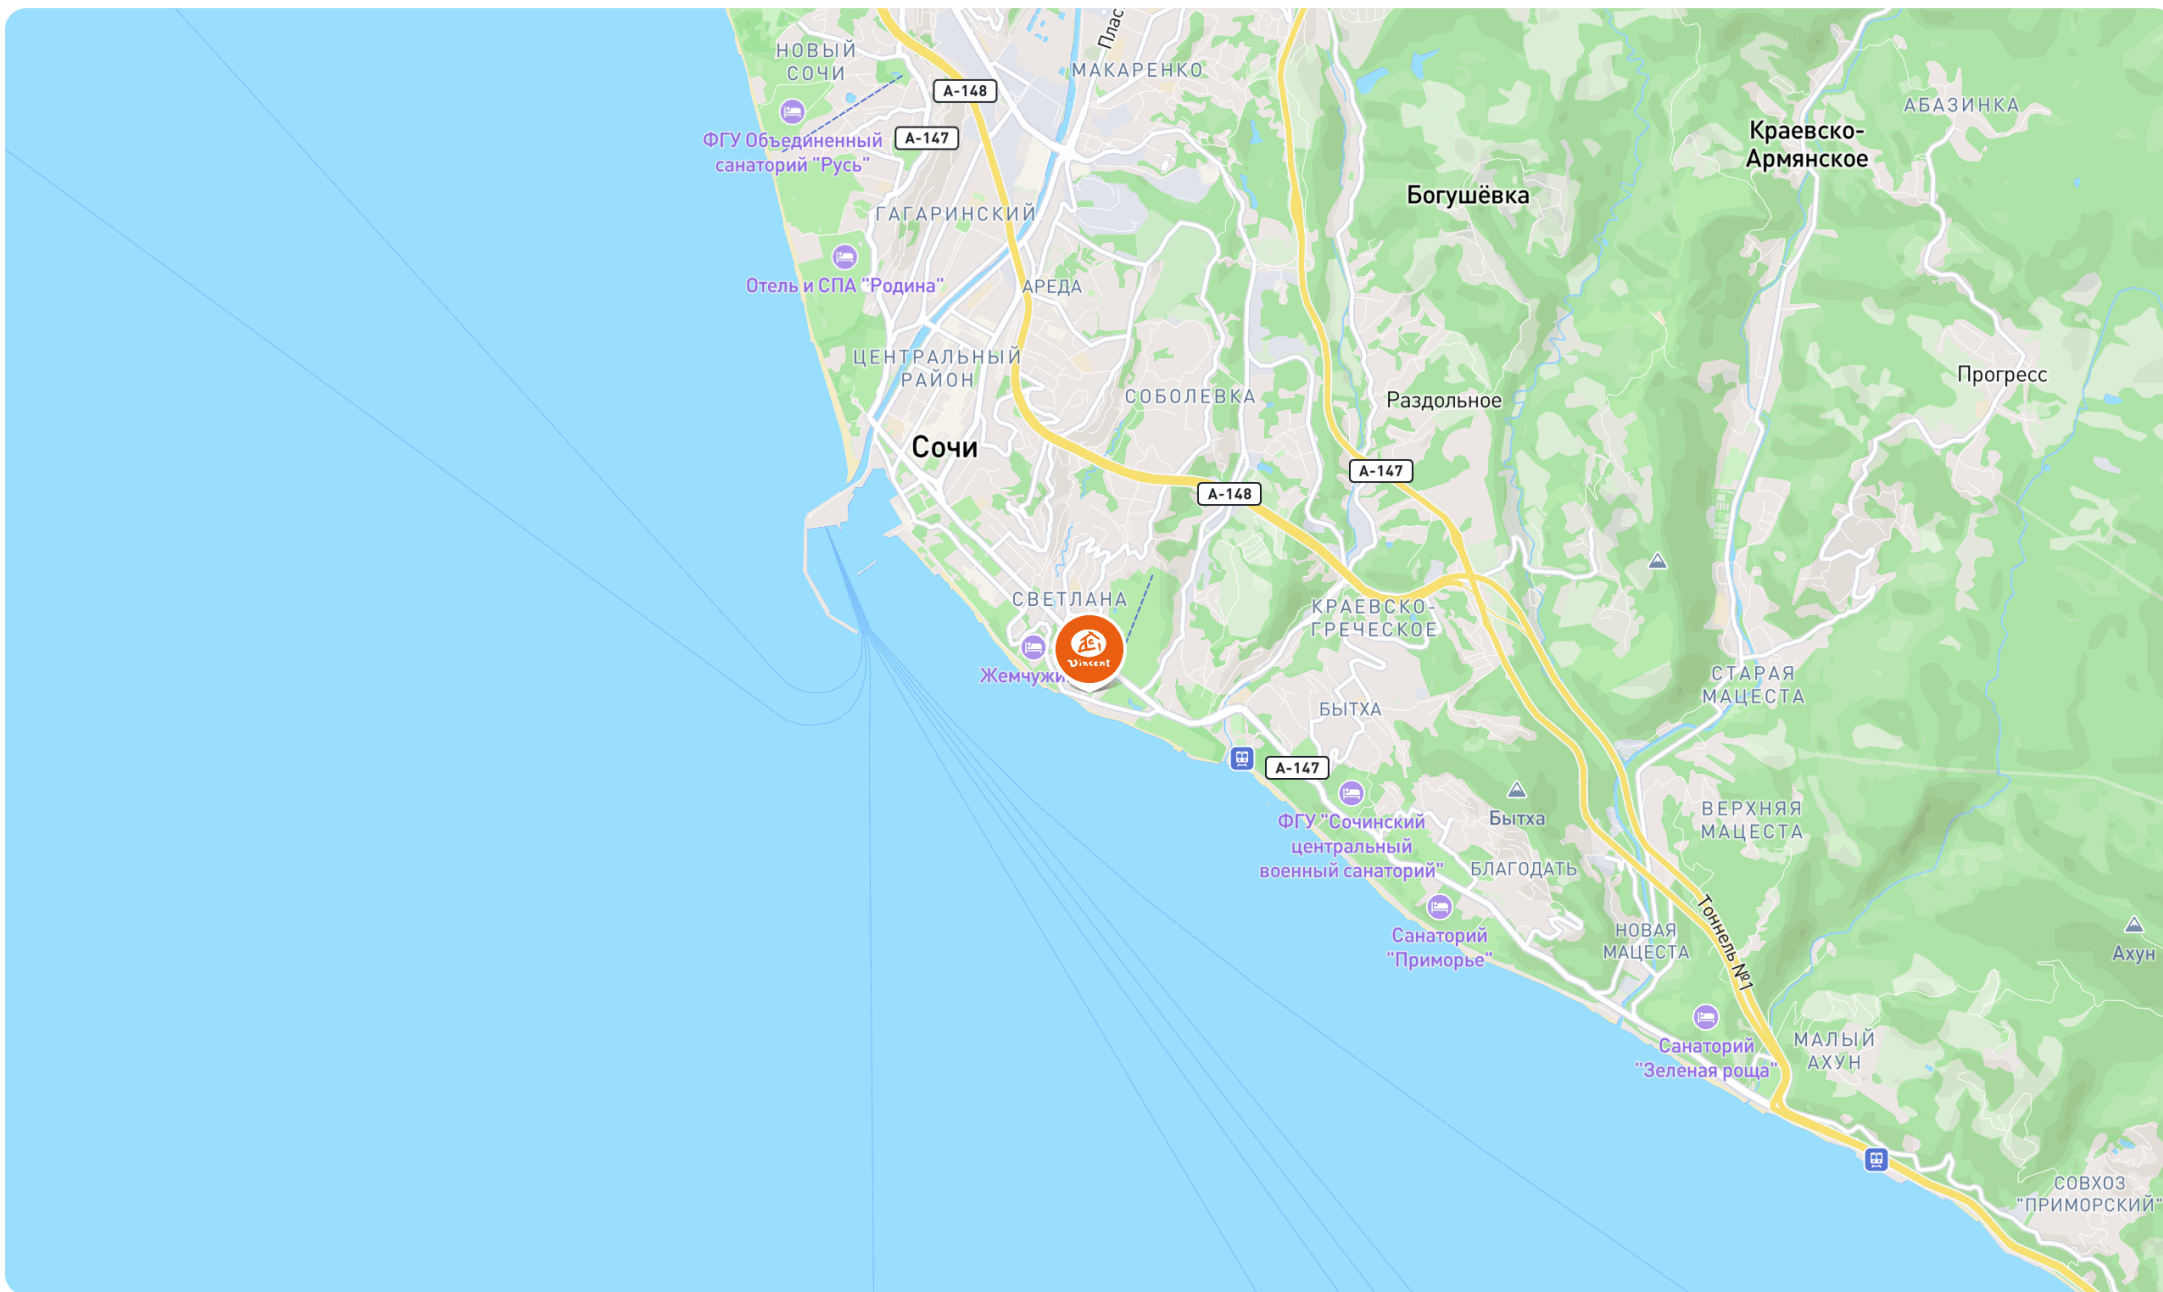 НОВЫЙ
СОЧИ
Плас
МАКАРЕНКО
А-148
АБАЗИНКА
ФГУ Объединенный
санаторий "Русь"
А-147
Краевско-
Армянское
Богушёвка
ГАГАРИНСКИЙ
Отель и СПА "Родина"
АРЕДА
ЦЕНТРАЛЬНЫЙ
РАЙОН
СОБОЛЕВКА
Раздольное
Прогресс
Сочи
А-147
А-148
СВЕТЛАНА
КРАЕВСКО-
ГРЕЧЕСКОЕ
Vincent
Жемчужи
СТАРАЯ
МАЦЕСТА
БЫТХА
А-147
ФГУ "Сочинский
центральный
военный санаторий"
Бытха
ВЕРХНЯЯ
МАЦЕСТА
БЛАГОДАТЬ
Санаторий
"Приморье"
НОВАЯ
МАЦЕСТА
Тоннель №1
Ахун
Санаторий
"Зеленая роща"
МАЛЫЙ
АХУН
СОВХОЗ
"ПРИМОРСКИЙ"